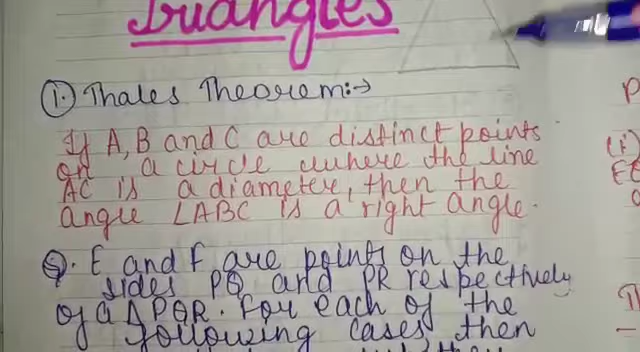 Triangles
1. Thales Theorem:→
If A, B and C are distinct points
on a circle where the line
AC is a diameter, then the
angle ∠ABC is a right angle.
Q. E and F are points on the
sides PQ and PR respectively
of a Δ PQR. For each of the
following cases, then